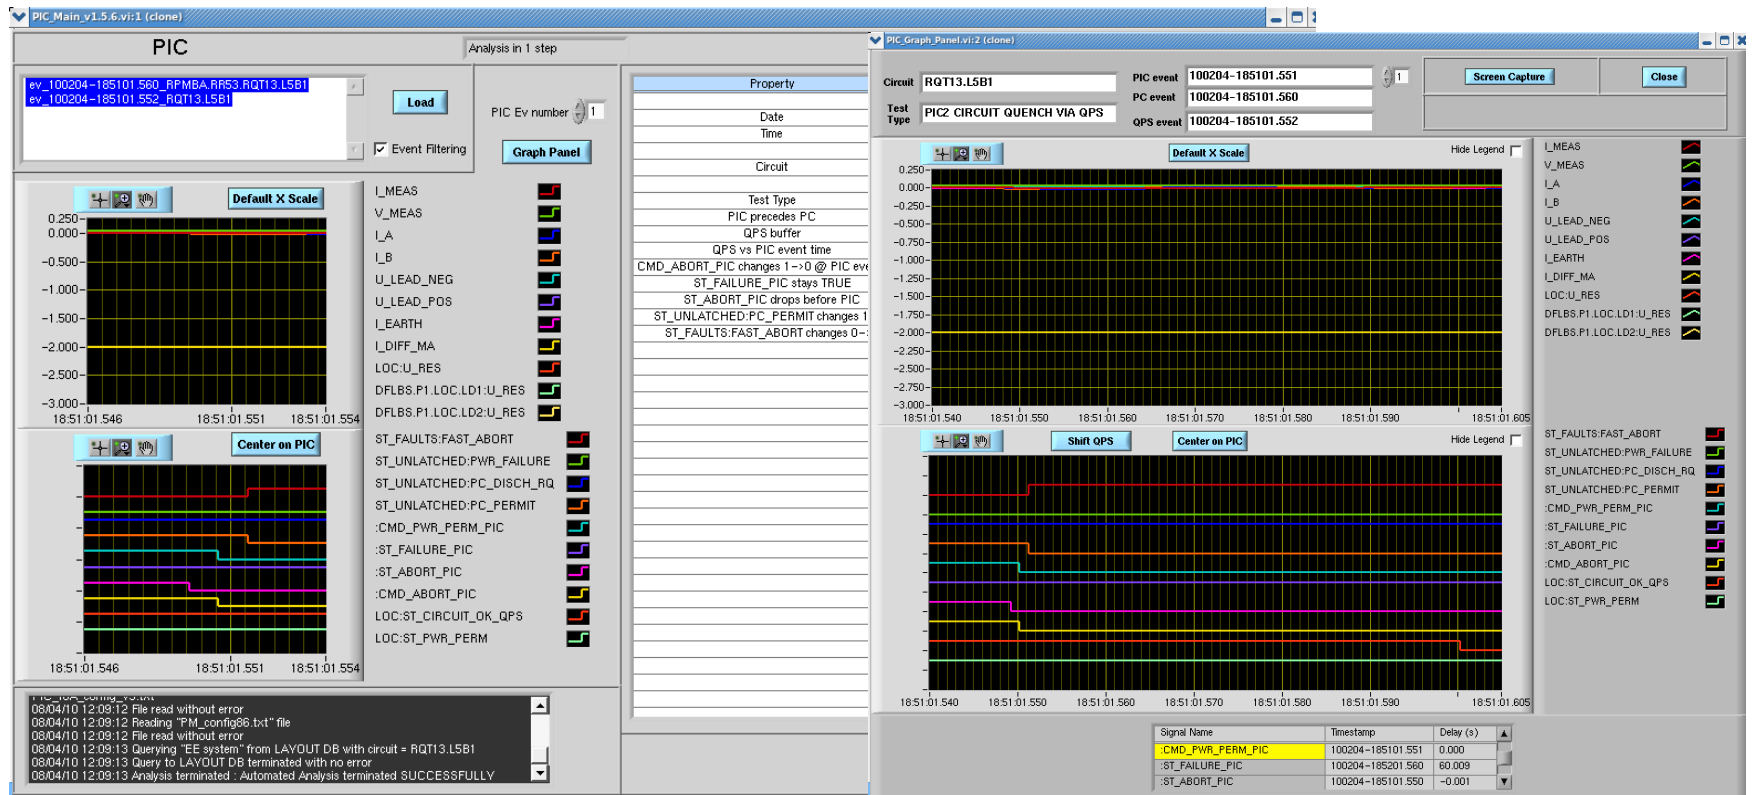 PIC_Main_v1.5.6.vi:1 (clone)
PIC
Analysis in 1 step
ev_100204-185101.560_RPMBA.RR53.RQT13.L5B1
ev_100204-185101.552_RQT13.L5B1
Load
Event Filtering
PIC Ev number
1
Graph Panel
Default X Scale
0.250
0.000
-0.500
-1.000
-1.500
-2.000
-2.500
-3.000
18:51:01.546
18:51:01.551
18:51:01.554
I_MEAS
V_MEAS
I_A
I_B
U_LEAD_NEG
U_LEAD_POS
I_EARTH
I_DIFF_MA
LOC:U_RES
DFLBS.P1.LOC.LD1:U_RES
DFLBS.P1.LOC.LD2:U_RES
Center on PIC
18:51:01.546
18:51:01.551
18:51:01.554
ST_FAULTS:FAST_ABORT
ST_UNLATCHED:PWR_FAILURE
ST_UNLATCHED:PC_DISCH_RQ
ST_UNLATCHED:PC_PERMIT
:CMD_PWR_PERM_PIC
:ST_FAILURE_PIC
:ST_ABORT_PIC
:CMD_ABORT_PIC
LOC:ST_CIRCUIT_OK_QPS
LOC:ST_PWR_PERM
08/04/10 12:09:12 File read without error
08/04/10 12:09:12 Reading "PM_config86.txt" file
08/04/10 12:09:12 File read without error
08/04/10 12:09:13 Querying "EE system" from LAYOUT DB with circuit = RQT13.L5B1
08/04/10 12:09:13 Query to LAYOUT DB terminated with no error
08/04/10 12:09:13 Analysis terminated : Automated Analysis terminated SUCCESSFULLY
Property
Date
Time
Circuit
Test Type
PIC precedes PC
QPS buffer
QPS vs PIC event time
CMD_ABORT_PIC changes 1->0 @ PIC eve
ST_FAILURE_PIC stays TRUE
ST_ABORT_PIC drops before PIC
ST_UNLATCHED:PC_PERMIT changes 1
ST_FAULTS:FAST_ABORT changes 0-
PIC_Graph_Panel.vi:2 (clone)
Circuit RQT13.L5B1
Test Type PIC2 CIRCUIT QUENCH VIA QPS
PIC event 100204-185101.551
PC event 100204-185101.560
QPS event 100204-185101.552
1
Screen Capture
Close
Default X Scale
Hide Legend
0.250
0.000
-0.250
-0.500
-0.750
-1.000
-1.250
-1.500
-1.750
-2.000
-2.250
-2.500
-2.750
-3.000
18:51:01.540
18:51:01.550
18:51:01.560
18:51:01.570
18:51:01.580
18:51:01.590
18:51:01.605
I_MEAS
V_MEAS
I_A
I_B
U_LEAD_NEG
U_LEAD_POS
I_EARTH
I_DIFF_MA
LOC:U_RES
DFLBS.P1.LOC.LD1:U_RES
DFLBS.P1.LOC.LD2:U_RES
Shift QPS
Center on PIC
Hide Legend
18:51:01.540
18:51:01.550
18:51:01.560
18:51:01.570
18:51:01.580
18:51:01.590
18:51:01.605
ST_FAULTS:FAST_ABORT
ST_UNLATCHED:PWR_FAILURE
ST_UNLATCHED:PC_DISCH_RQ
ST_UNLATCHED:PC_PERMIT
:CMD_PWR_PERM_PIC
:ST_FAILURE_PIC
:ST_ABORT_PIC
:CMD_ABORT_PIC
LOC:ST_CIRCUIT_OK_QPS
LOC:ST_PWR_PERM
Signal Name Timestamp Delay (s)
:CMD_PWR_PERM_PIC 100204-185101.551 0.000
:ST_FAILURE_PIC 100204-185201.560 60.009
:ST_ABORT_PIC 100204-185101.550 -0.001